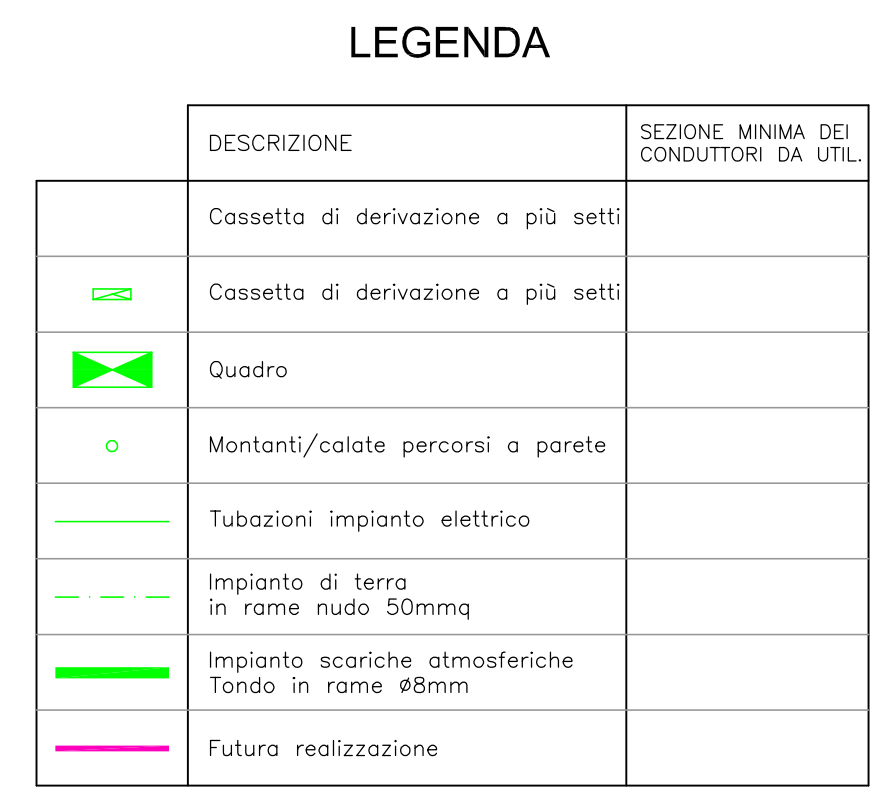 LEGENDA
DESCRIZIONE
SEZIONE MINIMA DEI
CONDUTTORI DA UTIL.
Cassetta di derivazione a più setti
Cassetta di derivazione a più setti
Quadro
Montanti/calate percorsi a parete
Tubazioni impianto elettrico
Impianto di terra
in rame nudo 50mmq
Impianto scariche atmosferiche
Tondo in rame Ø8mm
Futura realizzazione